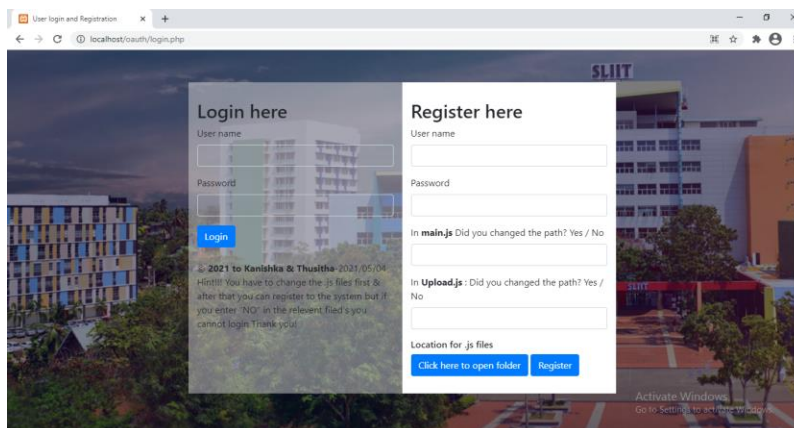 User login and Registration
localhost/oauth/login.php
SLIIT
Login here
User name
Password
Login
2021 to Kanishka & Thusitha-2021/05/04
Hint!!! You have to change the .js files first &
after that you can register to the system but if
you enter "NO" in the relevent filed's you
cannot login.Thank you!
Register here
User name
Password
In main.js Did you changed the path? Yes / No
In Upload.js : Did you changed the path? Yes /
No
Location for .js files
Click here to open folder
Register
SLIIT
Activate Windows
Go to Settings to activate Windows.